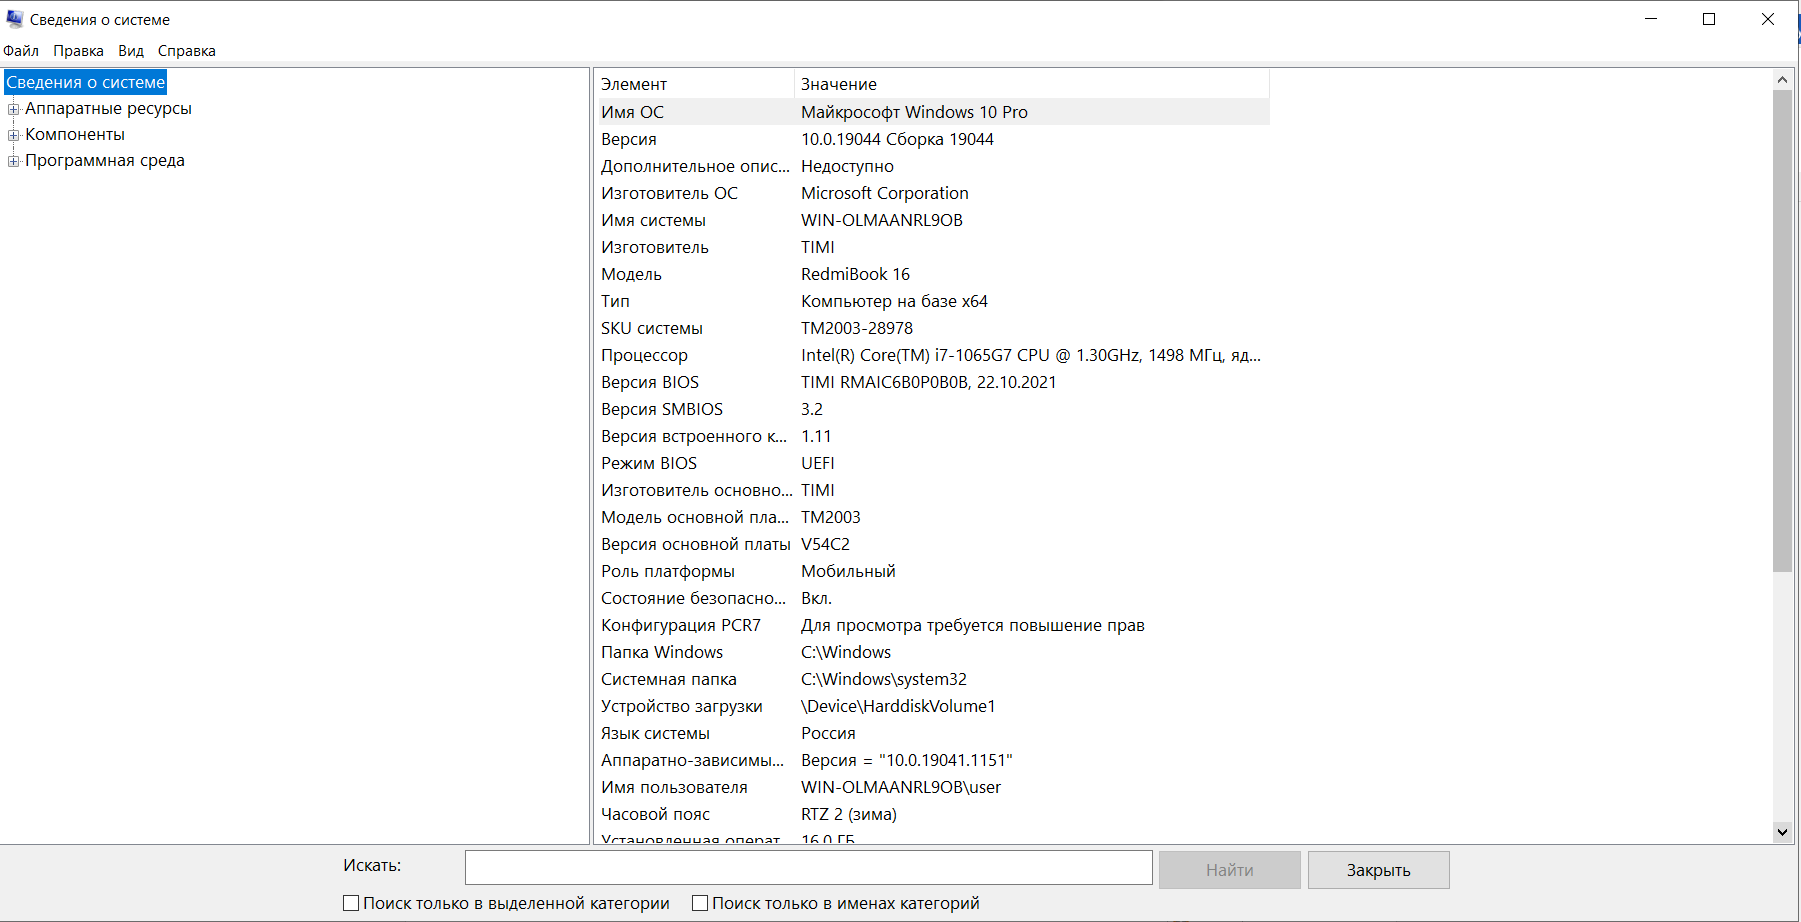 Сведения о системе
Файл Правка Вид Справка
Сведения о системе
Аппаратные ресурсы
Компоненты
Программная среда
Элемент Значение
Имя ОС Майкрософт Windows 10 Pro
Версия 10.0.19044 Сборка 19044
Дополнительное опис... Недоступно
Изготовитель ОС Microsoft Corporation
Имя системы WIN-OLMAANRL9OB
Изготовитель TIMI
Модель RedmiBook 16
Тип Компьютер на базе x64
SKU системы TM2003-28978
Процессор Intel(R) Core(TM) i7-1065G7 CPU @ 1.30GHz, 1498 МГц, яд...
Версия BIOS TIMI RMAIC6B0P0B0B, 22.10.2021
Версия SMBIOS 3.2
Версия встроенного к... 1.11
Режим BIOS UEFI
Изготовитель основно... TIMI
Модель основной пла... TM2003
Версия основной платы V54C2
Роль платформы Мобильный
Состояние безопасно... Вкл.
Конфигурация PCR7 Для просмотра требуется повышение прав
Папка Windows C:\Windows
Системная папка C:\Windows\system32
Устройство загрузки \Device\HarddiskVolume1
Язык системы Россия
Аппаратно-зависимы... Версия = "10.0.19041.1151"
Имя пользователя WIN-OLMAANRL9OB\user
Часовой пояс RTZ 2 (зима)
Установленная операт... 16,0 ГБ
Искать: Найти Закрыть
Поиск только в выделенной категории Поиск только в именах категорий